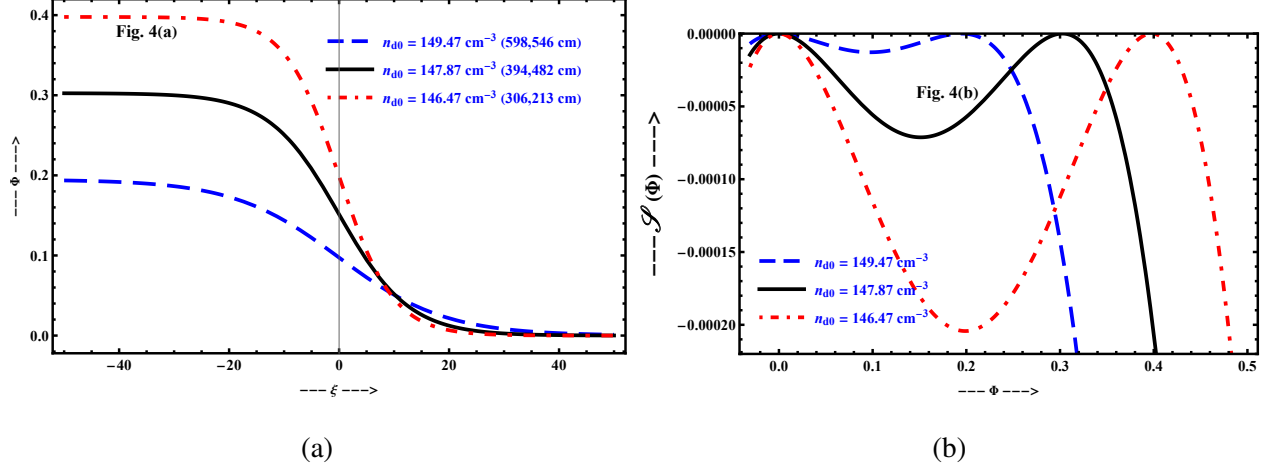 Fig. 4(a)
n_d0 = 149.47 cm⁻³ (598,546 cm)
n_d0 = 147.87 cm⁻³ (394,482 cm)
n_d0 = 146.47 cm⁻³ (306,213 cm)
0.4
0.3
0.2
0.1
0.0
−−− Φ −−−>
−40 −20 0 20 40
−−− ξ −−−>
(a)
0.00000
−0.00005
−0.00010
−0.00015
−0.00020
−−−− 𝒮 (Φ) −−−>
Fig. 4(b)
n_d0 = 149.47 cm⁻³
n_d0 = 147.87 cm⁻³
n_d0 = 146.47 cm⁻³
0.0 0.1 0.2 0.3 0.4 0.5
−−− Φ −−−>
(b)